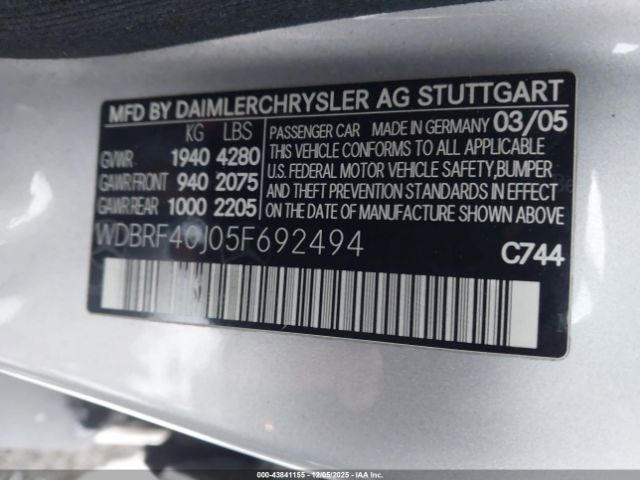 MFD BY DAIMLERCHRYSLER AG STUTTGART
KG LBS
GVWR 1940 4280
GAWR FRONT 940 2075
GAWR REAR 1000 2205
PASSENGER CAR MADE IN GERMANY 03/05
THIS VEHICLE CONFORMS TO ALL APPLICABLE
U.S. FEDERAL MOTOR VEHICLE SAFETY, BUMPER
AND THEFT PREVENTION STANDARDS IN EFFECT
ON THE DATE OF MANUFACTURE SHOWN ABOVE.
WDBRF40J05F692494
C744
000-43841155 - 12/05/2025 - IAAI.COM